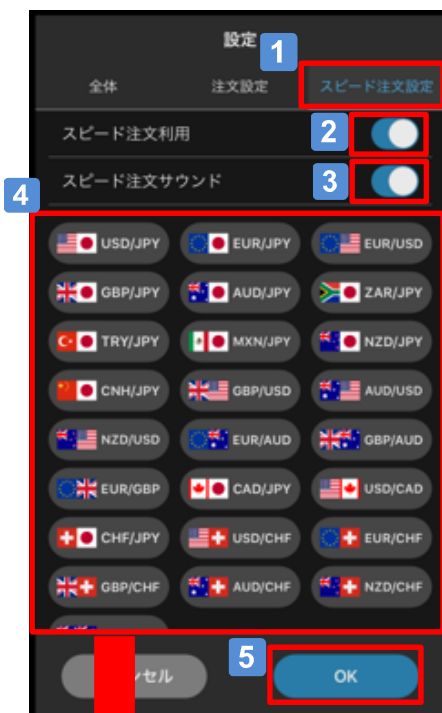 設定
1
全体 注文設定 スピード注文設定
スピード注文利用 2
スピード注文サウンド 3
4
USD/JPY EUR/JPY EUR/USD
GBP/JPY AUD/JPY ZAR/JPY
TRY/JPY MXN/JPY NZD/JPY
CNH/JPY GBP/USD AUD/USD
NZD/USD EUR/AUD GBP/AUD
EUR/GBP CAD/JPY USD/CAD
CHF/JPY USD/CHF EUR/CHF
GBP/CHF AUD/CHF NZD/CHF
5
セル OK